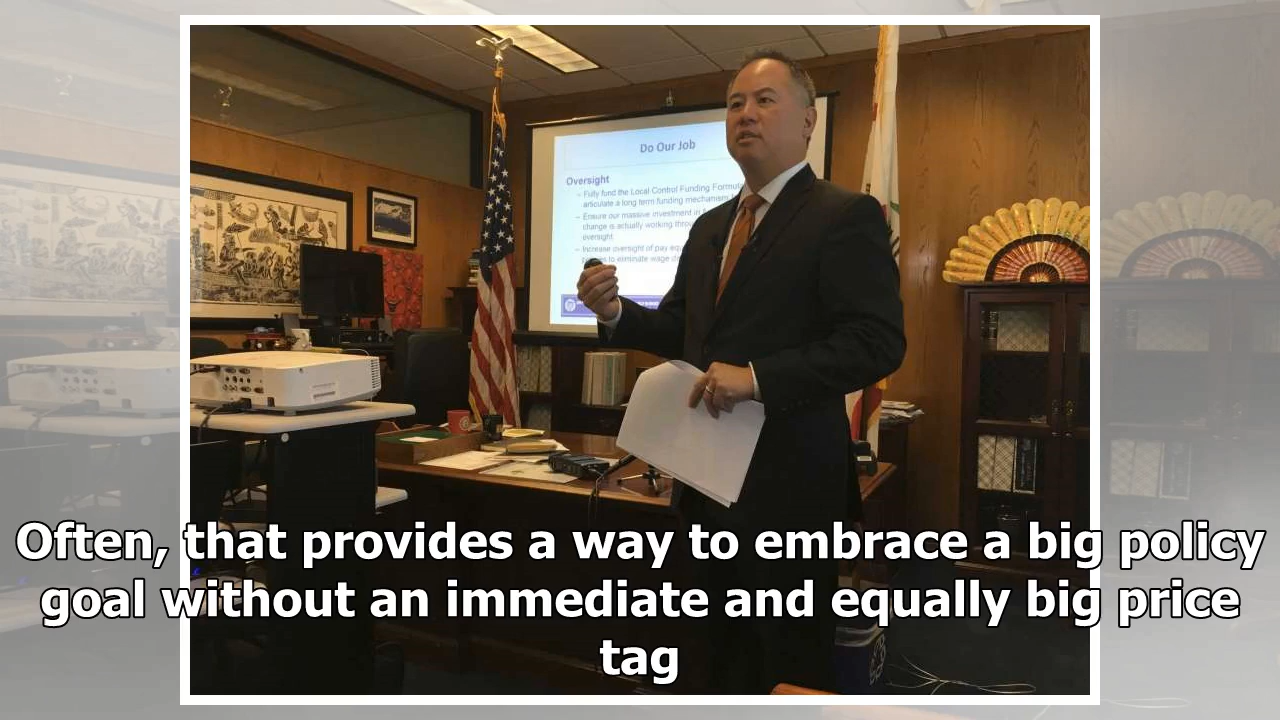 Do Our Job
Oversight
– Fully fund the Local Control Funding Formula
articulate a long term funding mechanism
– Ensure our massive investment in
change is actually working
oversight
– Increase oversight of pay
to eliminate wage
Often, that provides a way to embrace a big policy
goal without an immediate and equally big price
tag